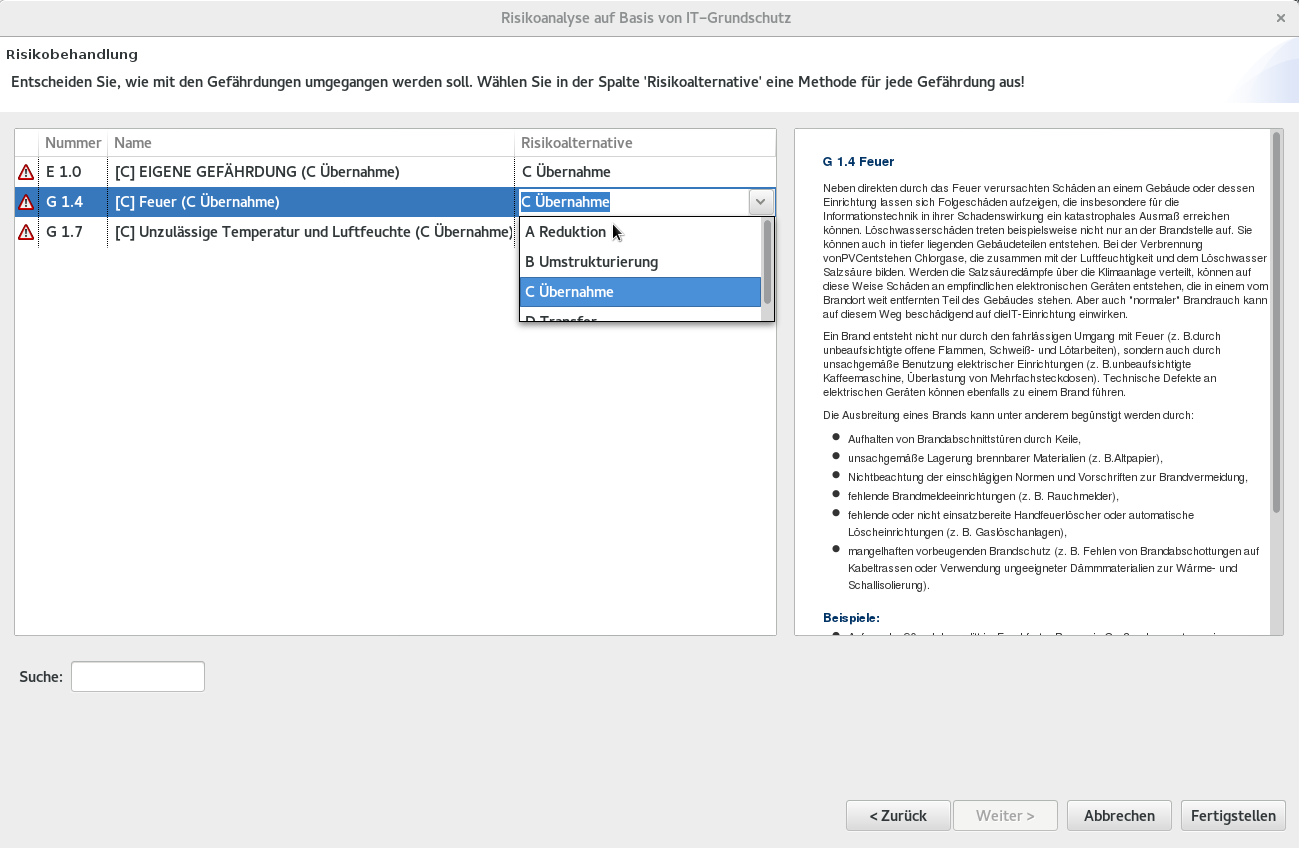 Risikoanalyse auf Basis von IT-Grundschutz
Risikobehandlung
Entscheiden Sie, wie mit den Gefährdungen umgegangen werden soll. Wählen Sie in der Spalte 'Risikoalternative' eine Methode für jede Gefährdung aus!
Nummer Name Risikoalternative
E 1.0 [C] EIGENE GEFÄHRDUNG (C Übernahme) C Übernahme
G 1.4 [C] Feuer (C Übernahme) C Übernahme
G 1.7 [C] Unzulässige Temperatur und Luftfeuchte (C Übernahme)
A Reduktion
B Umstrukturierung
C Übernahme
D Transfer
G 1.4 Feuer
Neben direkten durch das Feuer verursachten Schäden an einem Gebäude oder dessen
Einrichtung lassen sich Folgeschäden aufzeigen, die insbesondere für die
Informationstechnik in ihrer Schadenswirkung ein katastrophales Ausmaß erreichen
können. Löschwasserschäden treten beispielsweise nicht nur an der Brandstelle auf. Sie
können auch in tiefer liegenden Gebäudeteilen entstehen. Bei der Verbrennung
vonPVCentstehen Chlorgase, die zusammen mit der Luftfeuchtigkeit und dem Löschwasser
Salzsäure bilden. Werden die Salzsäuredämpfe über die Klimaanlage verteilt, können auf
diese Weise Schäden an empfindlichen elektronischen Geräten entstehen, die in einem vom
Brandort weit entfernten Teil des Gebäudes stehen. Aber auch "normaler" Brandrauch kann
auf diesem Weg beschädigend auf dieIT-Einrichtung einwirken.
Ein Brand entsteht nicht nur durch den fahrlässigen Umgang mit Feuer (z. B.durch
unbeaufsichtigte offene Flammen, Schweiß- und Lötarbeiten), sondern auch durch
unsachgemäße Benutzung elektrischer Einrichtungen (z. B.unbeaufsichtigte
Kaffeemaschine, Überlastung von Mehrfachsteckdosen). Technische Defekte an
elektrischen Geräten können ebenfalls zu einem Brand führen.
Die Ausbreitung eines Brands kann unter anderem begünstigt werden durch:
Aufhalten von Brandabschnittstüren durch Keile,
unsachgemäße Lagerung brennbarer Materialien (z. B.Altpapier),
Nichtbeachtung der einschlägigen Normen und Vorschriften zur Brandvermeidung,
fehlende Brandmeldeeinrichtungen (z. B. Rauchmelder),
fehlende oder nicht einsatzbereite Handfeuerlöscher oder automatische
Löscheinrichtungen (z. B. Gaslöschanlagen),
mangelhaften vorbeugenden Brandschutz (z. B. Fehlen von Brandabschottungen auf
Kabeltrassen oder Verwendung ungeeigneter Dämmmaterialien zur Wärme- und
Schallisolierung).
Beispiele:
Suche:
< Zurück Weiter > Abbrechen Fertigstellen